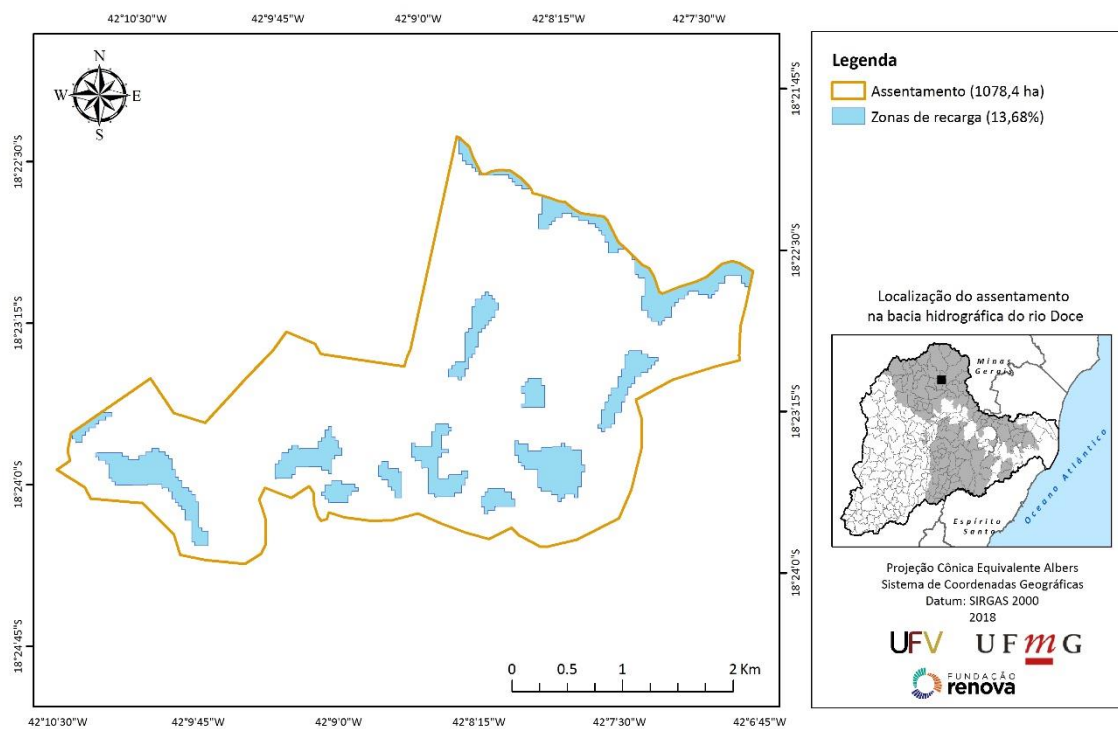 42°10'30"W
42°9'45"W
42°9'0"W
42°8'15"W
42°7'30"W
N
W
E
S
18°22'30"S
18°23'15"S
18°24'0"S
18°24'45"S
18°21'45"S
18°22'30"S
18°23'15"S
18°24'0"S
0
0.5
1
2 Km
42°10'30"W
42°9'45"W
42°9'0"W
42°8'15"W
42°7'30"W
42°6'45"W
Legenda
Assentamento (1078,4 ha)
Zonas de recarga (13,68%)
Localização do assentamento
na bacia hidrográfica do rio Doce
Minas
Gerais
Espírito
Santo
Oceano Atlântico
Projeção Cônica Equivalente Albers
Sistema de Coordenadas Geográficas
Datum: SIRGAS 2000
2018
UFV
UFmG
FUNDAÇÃO
renova